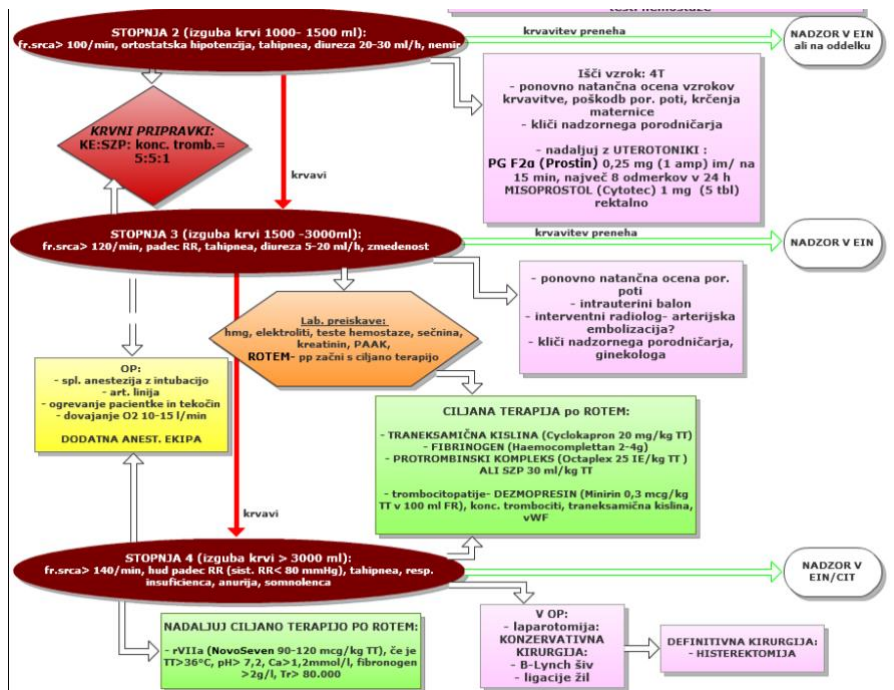 testi hemostaze
STOPNJA 2 (izguba krvi 1000- 1500 ml):
fr.srca> 100/min, ortostatska hipotenzija, tahipnea, diureza 20-30 ml/h, nemir
krvavitev preneha
NADZOR V EIN
ali na oddelku
Išči vzrok: 4T
- ponovno natančna ocena vzrokov
krvavitve, poškodb por. poti, krčenja
maternice
- kliči nadzornega porodničarja
- nadaljuj z UTEROTONIKI :
PG F2α (Prostin) 0,25 mg (1 amp) im/ na
15 min, največ 8 odmerkov v 24 h
MISOPROSTOL (Cytotec) 1 mg (5 tbl)
rektalno
KRVNI PRIPRAVKI:
KE:SZP: konc. tromb.=
5:5:1
krvavi
STOPNJA 3 (izguba krvi 1500 -3000ml):
fr.srca> 120/min, padec RR, tahipnea, diureza 5-20 ml/h, zmedenost
krvavitev preneha
NADZOR V EIN
- ponovno natančna ocena por.
poti
- intrauterini balon
- interventni radiolog- arterijska
embolizacija?
- kliči nadzornega porodničarja,
ginekologa
Lab. preiskave:
hmg, elektroliti, teste hemostaze, sečnina,
kreatinin, PAAK,
ROTEM- pp začni s ciljano terapijo
OP:
- spl. anestezija z intubacijo
- art. linija
- ogrevanje pacientke in tekočin
- dovajanje O2 10-15 l/min
DODATNA ANEST. EKIPA
CILJANA TERAPIJA po ROTEM:
- TRANEKSAMIČNA KISLINA (Cyclokapron 20 mg/kg TT)
- FIBRINOGEN (Haemocomplettan 2-4g)
- PROTROMBINSKI KOMPLEKS (Octaplex 25 IE/kg TT )
ALI SZP 30 ml/kg TT
- trombocitopatije- DEZMOPRESIN (Minirin 0,3 mcg/kg
TT v 100 ml FR), konc. trombociti, traneksamična kislina,
vWF
krvavi
STOPNJA 4 (izguba krvi > 3000 ml):
fr.srca> 140/min, hud padec RR (sist. RR< 80 mmHg), tahipnea, resp.
insuficienca, anurija, somnolenca
NADZOR V
EIN/CIT
NADALJUJ CILJANO TERAPIJO PO ROTEM:
- rVIIa (NovoSeven 90-120 mcg/kg TT), če je
TT>36°C, pH> 7,2, Ca>1,2mmol/l, fibronogen
>2g/l, Tr> 80.000
V OP:
- laparotomija:
KONZERVATIVNA
KIRURGIJA:
- B-Lynch šiv
- ligacije žil
DEFINITIVNA KIRURGIJA:
- HISTEREKTOMIJA